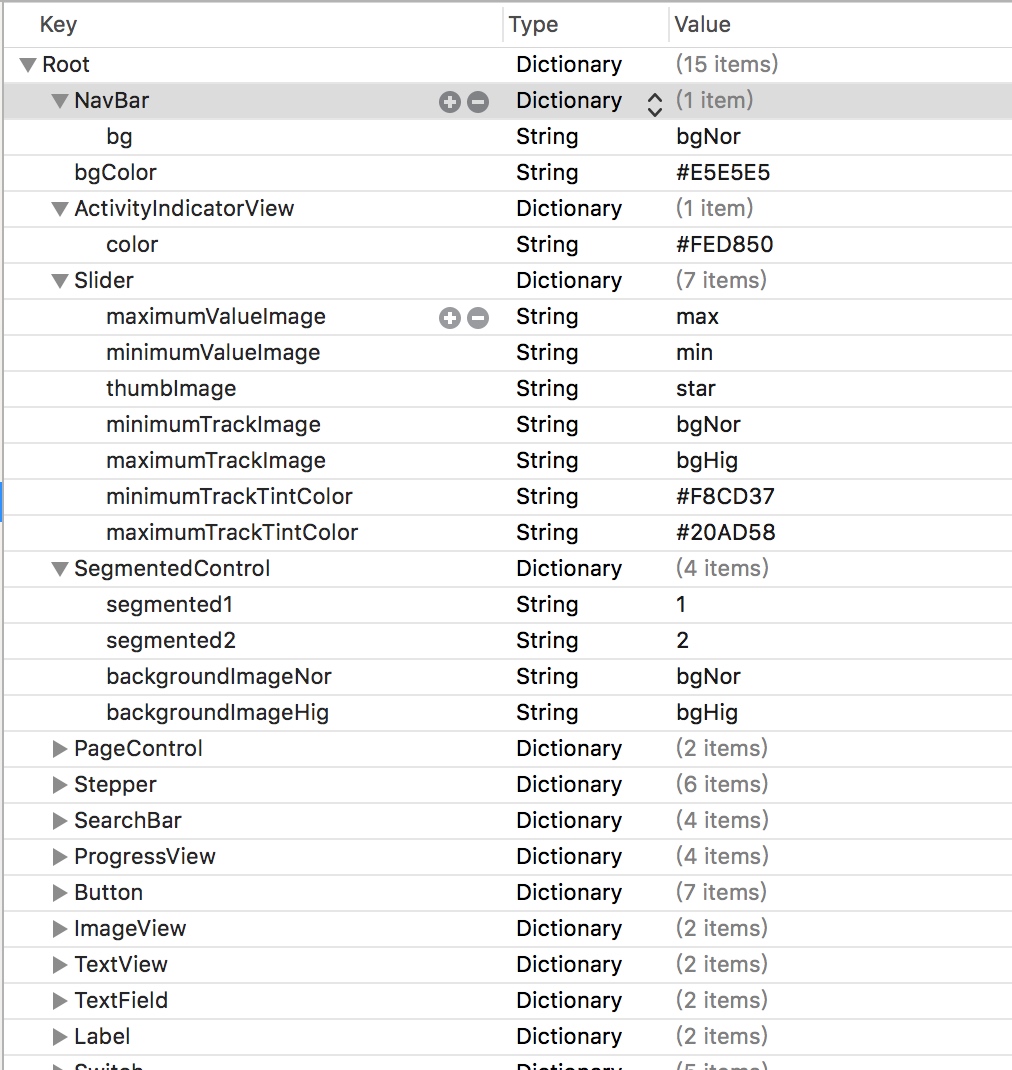 Key Type Value
Root Dictionary (15 items)
NavBar Dictionary (1 item)
bg String bgNor
bgColor String #E5E5E5
ActivityIndicatorView Dictionary (1 item)
color String #FED850
Slider Dictionary (7 items)
maximumValueImage String max
minimumValueImage String min
thumbImage String star
minimumTrackImage String bgNor
maximumTrackImage String bgHig
minimumTrackTintColor String #F8CD37
maximumTrackTintColor String #20AD58
SegmentedControl Dictionary (4 items)
segmented1 String 1
segmented2 String 2
backgroundImageNor String bgNor
backgroundImageHig String bgHig
PageControl Dictionary (2 items)
Stepper Dictionary (6 items)
SearchBar Dictionary (4 items)
ProgressView Dictionary (4 items)
Button Dictionary (7 items)
ImageView Dictionary (2 items)
TextView Dictionary (2 items)
TextField Dictionary (2 items)
Label Dictionary (2 items)
Switch Dictionary (5 items)